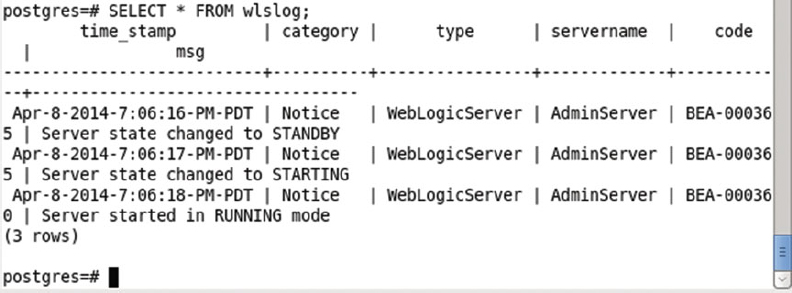 postgres=# SELECT * FROM wlslog;
time_stamp | category | type | servername | code
| msg
-------------------------+----------+---------------+------------+---------
--+------------------------------
Apr-8-2014-7:06:16-PM-PDT | Notice | WebLogicServer | AdminServer | BEA-00036
5 | Server state changed to STANDBY
Apr-8-2014-7:06:17-PM-PDT | Notice | WebLogicServer | AdminServer | BEA-00036
5 | Server state changed to STARTING
Apr-8-2014-7:06:18-PM-PDT | Notice | WebLogicServer | AdminServer | BEA-00036
0 | Server started in RUNNING mode
(3 rows)
postgres=#